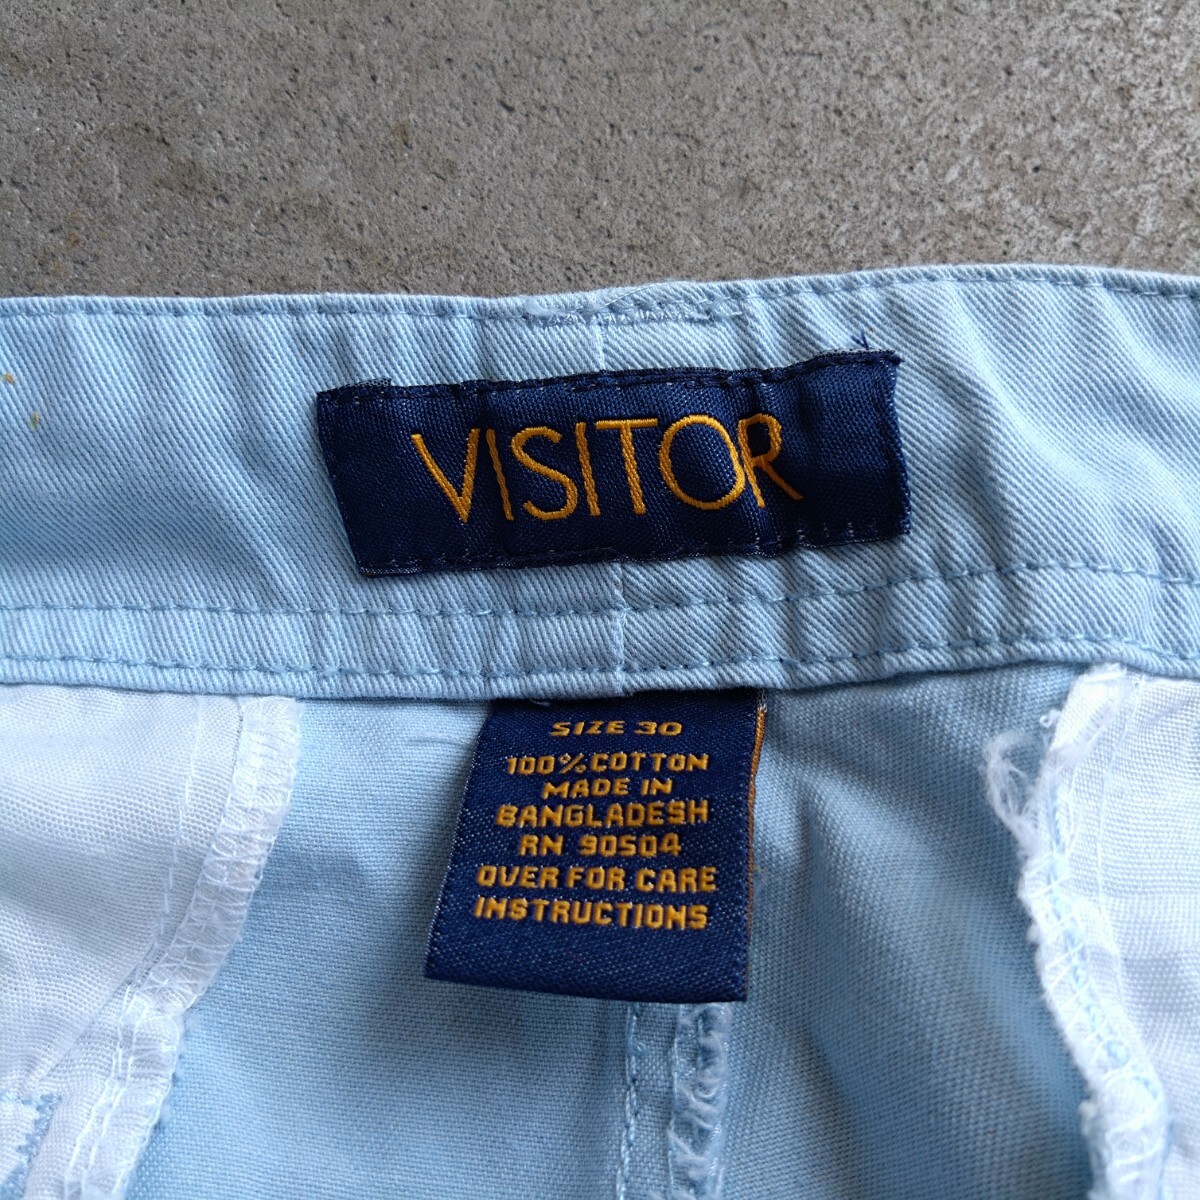 VISITOR
SIZE 30
100% COTTON
MADE IN
BANGLADESH
RN 90504
OVER FOR CARE
INSTRUCTIONS